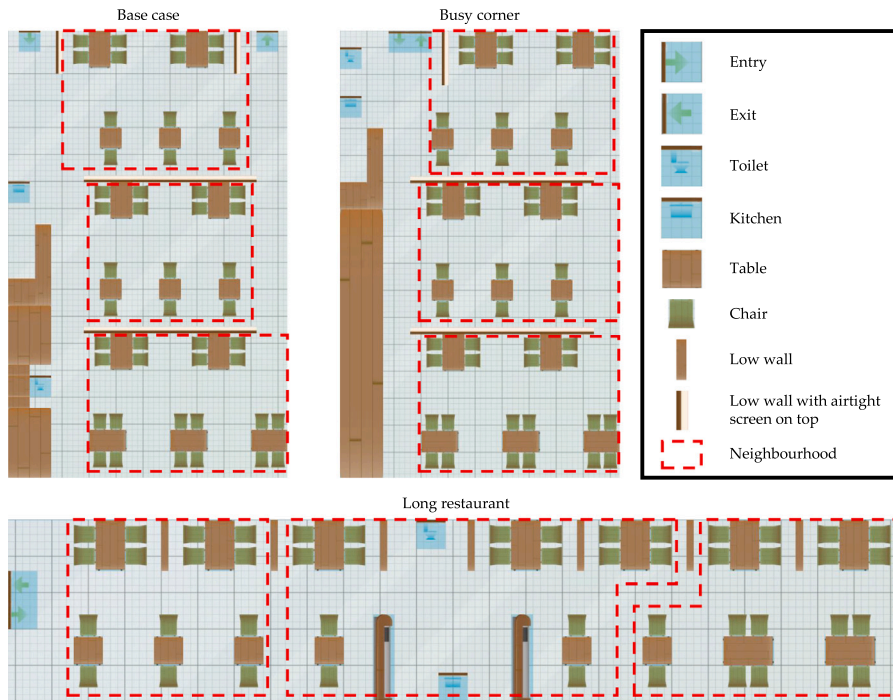 Base case
Busy corner
Entry
Exit
Toilet
Kitchen
Table
Chair
Low wall
Low wall with airtight
screen on top
Neighbourhood
Long restaurant